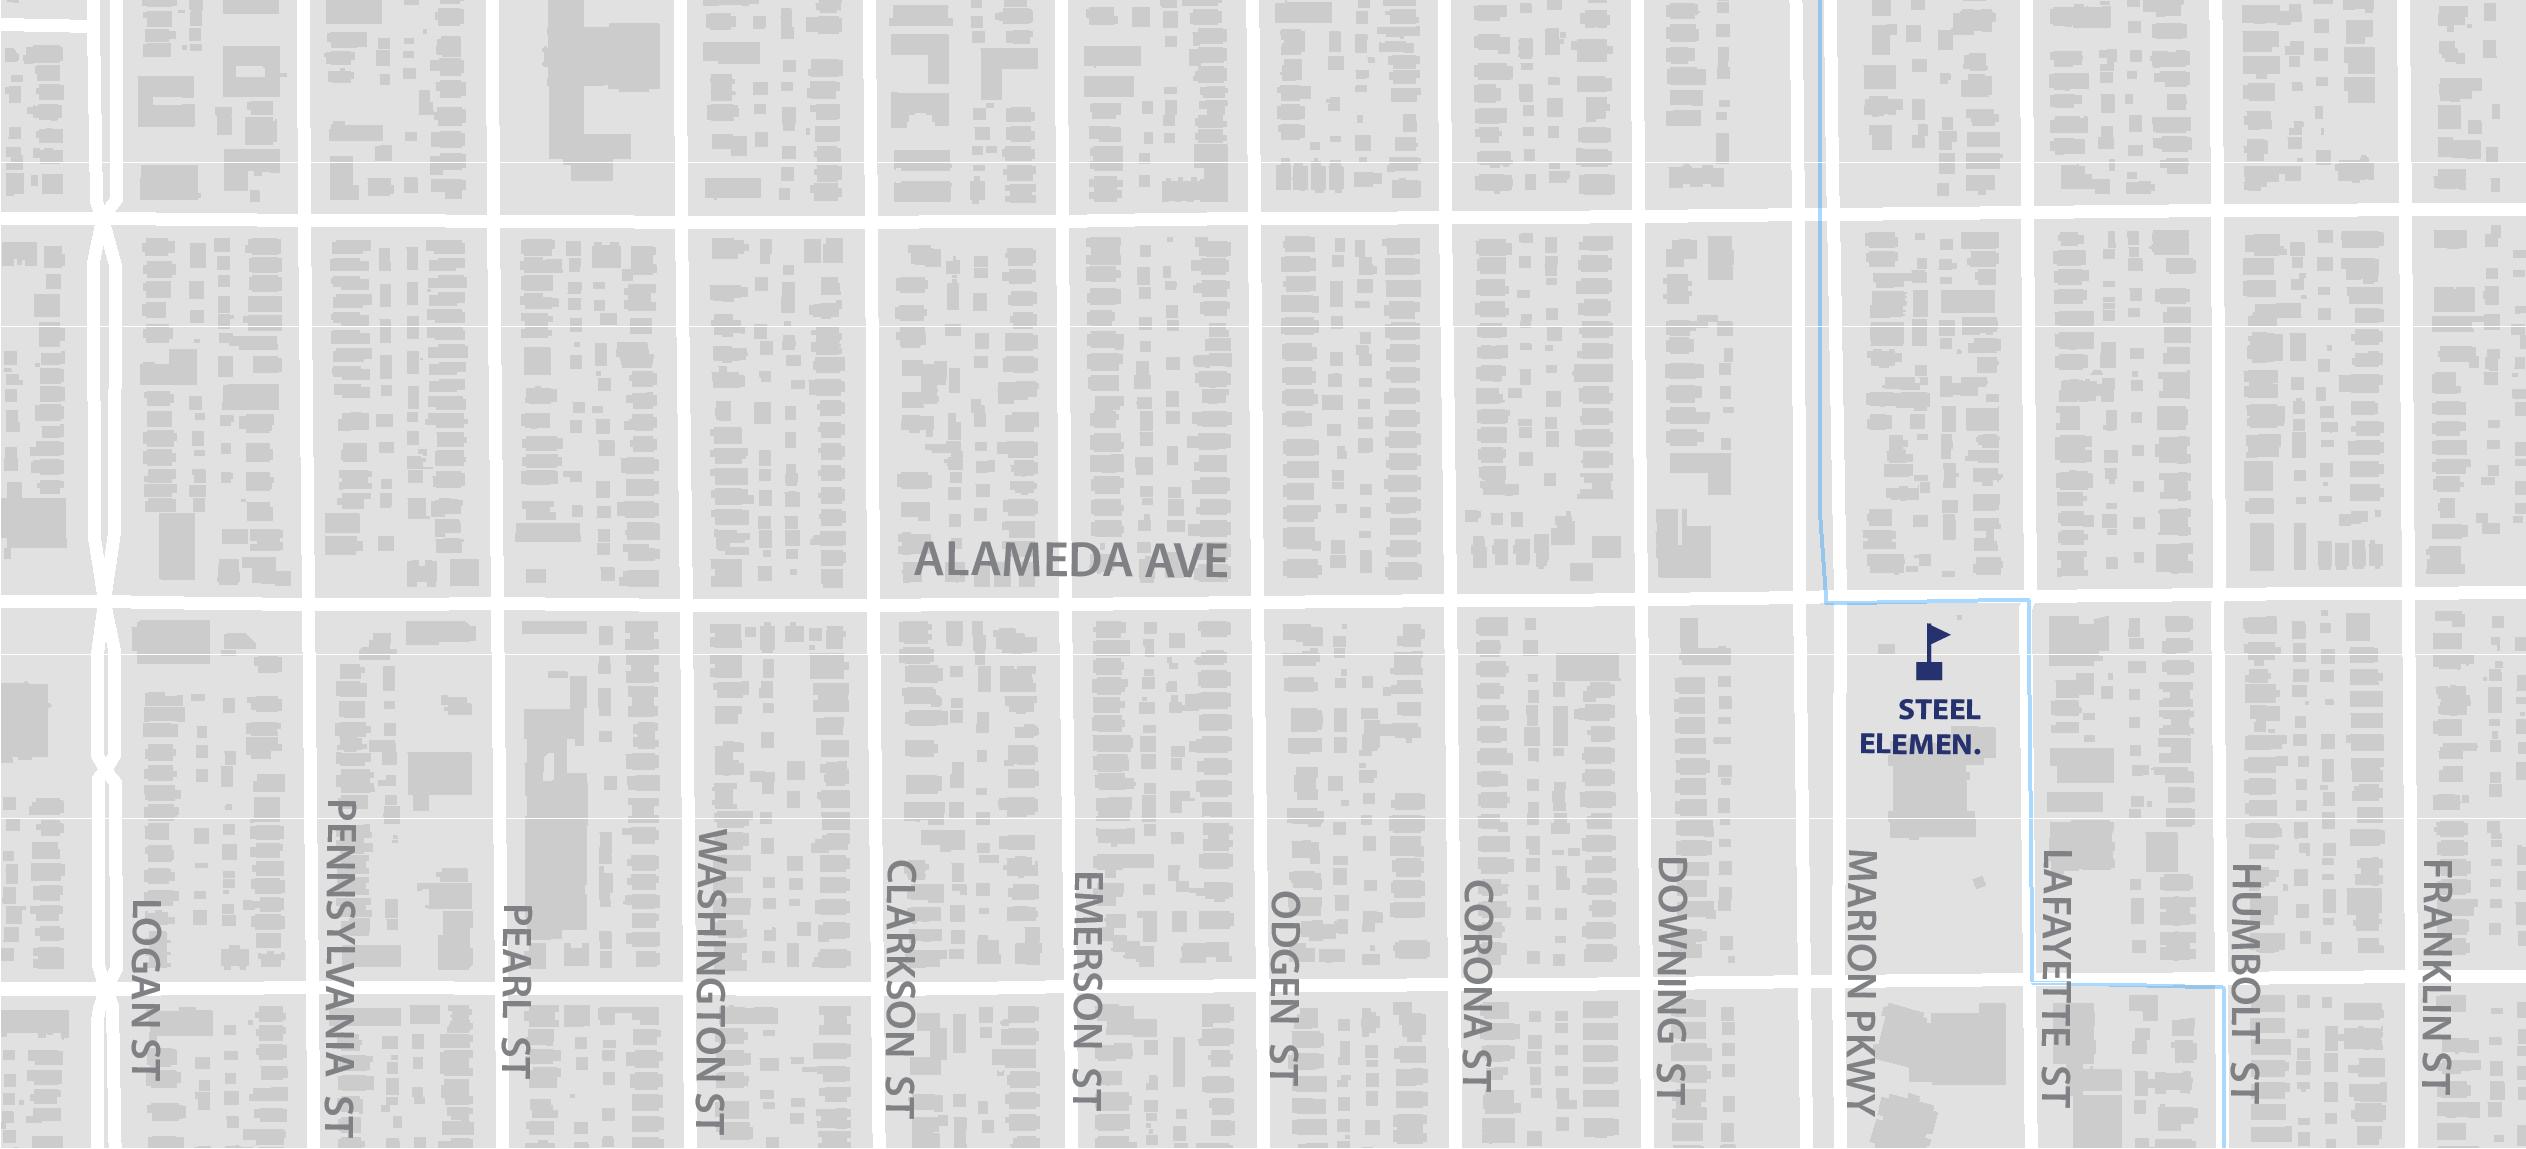 ALAMEDA AVE
STEEL
ELEMEN.
LOGAN ST
PENNSYLVANIA ST
PEARL ST
WASHINGTON ST
CLARKSON ST
EMERSON ST
ODGEN ST
CORONA ST
DOWNING ST
MARION PKWY
LAFAYETTE ST
HUMBOLT ST
FRANKLIN ST